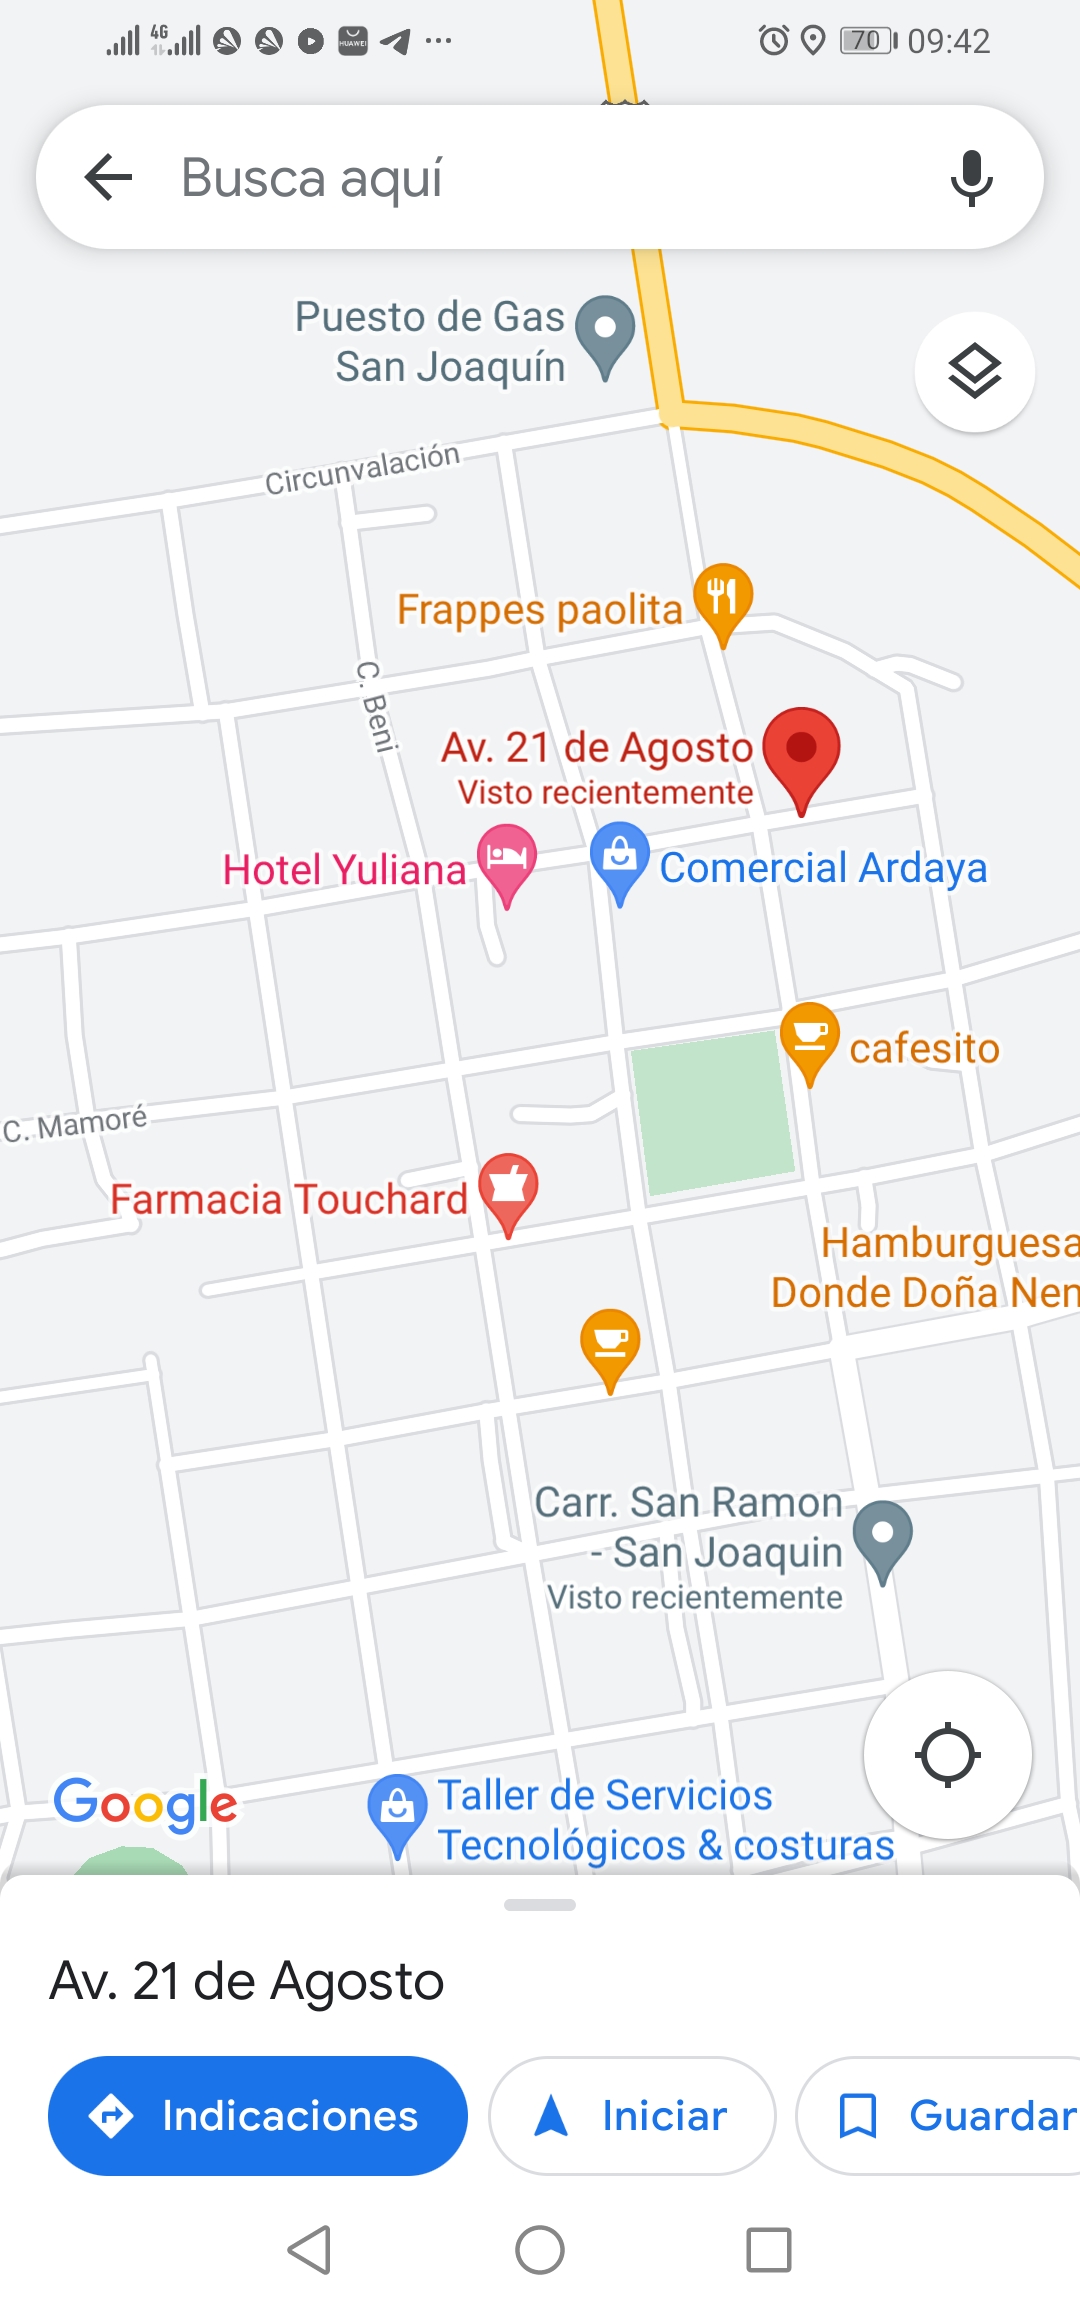 4G
HUAWEI
70
09:42
Busca aquí
Puesto de Gas
San Joaquín
Circunvalación
Frappes paolita
C. Beni
Av. 21 de Agosto
Visto recientemente
Hotel Yuliana
Comercial Ardaya
cafesito
C. Mamoré
Farmacia Touchard
Hamburguesa
Donde Doña Nen
Carr. San Ramon
- San Joaquin
Visto recientemente
Google
Taller de Servicios
Tecnológicos & costuras
Av. 21 de Agosto
Indicaciones
Iniciar
Guardar